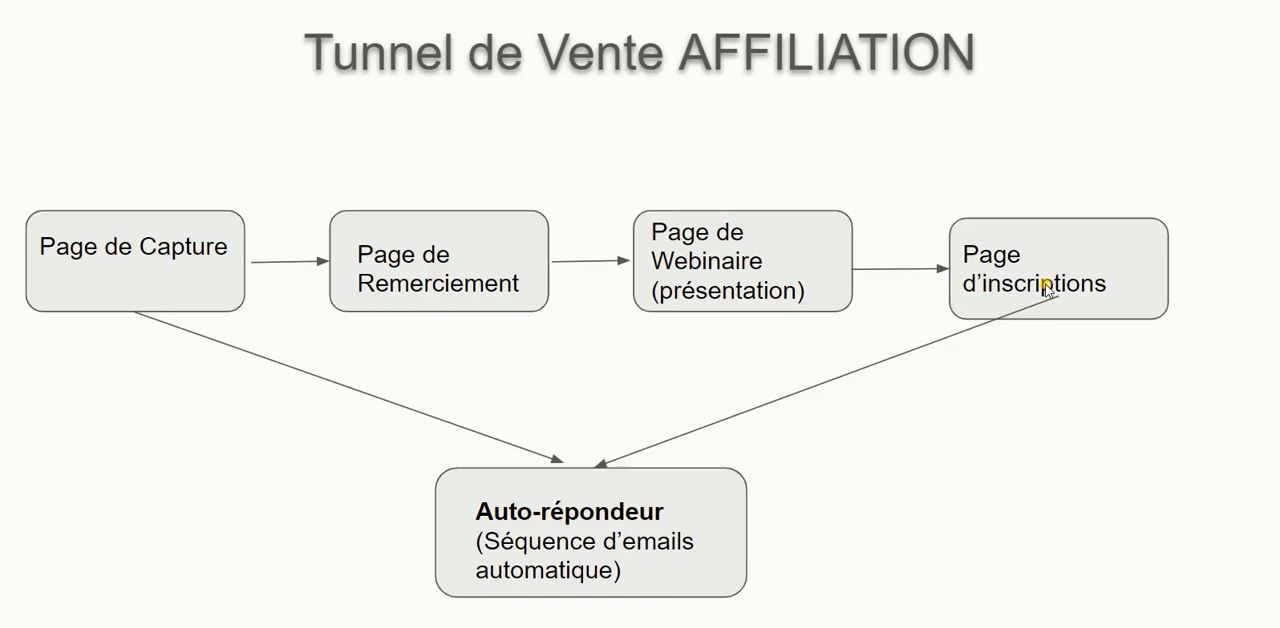 Tunnel de Vente AFFILIATION
Page de Capture
Page de
Remerciement
Page de
Webinaire
(présentation)
Page
d’inscriptions
Auto-répondeur
(Séquence d’emails
automatique)